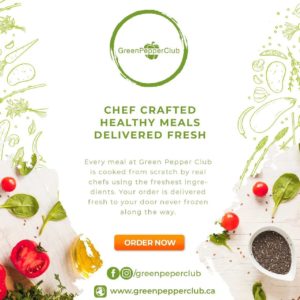 GreenPepperClub
CHEF CRAFTED
HEALTHY MEALS
DELIVERED FRESH
Every meal at Green Pepper Club
is cooked from scratch by real
chefs using the freshest ingre-
dients. Your order is delivered
fresh to your door never frozen
along the way.
ORDER NOW
/greenpepperclub
www.greenpepperclub.ca